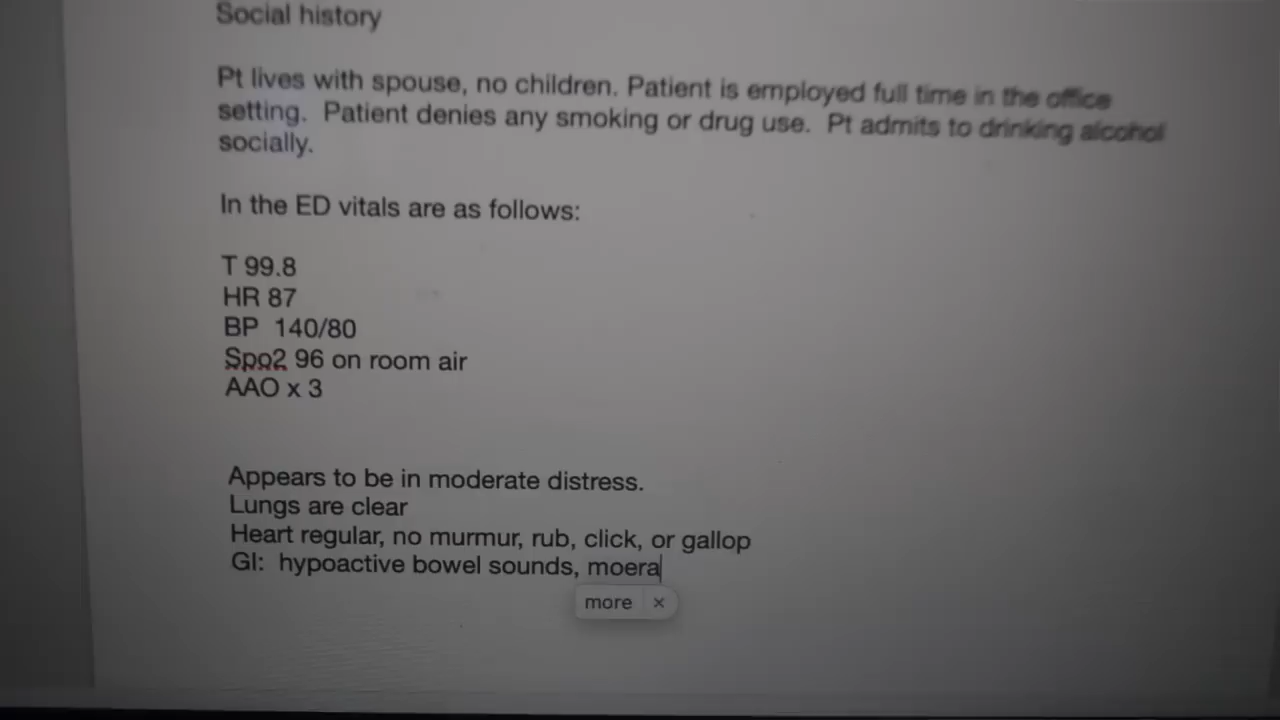 Social history
Pt lives with spouse, no children. Patient is employed full time in the office
setting.  Patient denies any smoking or drug use.  Pt admits to drinking alcohol
socially.
In the ED vitals are as follows:
T 99.8
HR 87
BP  140/80
Spo2 96 on room air
AAO x 3
Appears to be in moderate distress.
Lungs are clear
Heart regular, no murmur, rub, click, or gallop
GI:  hypoactive bowel sounds, moera
more ×